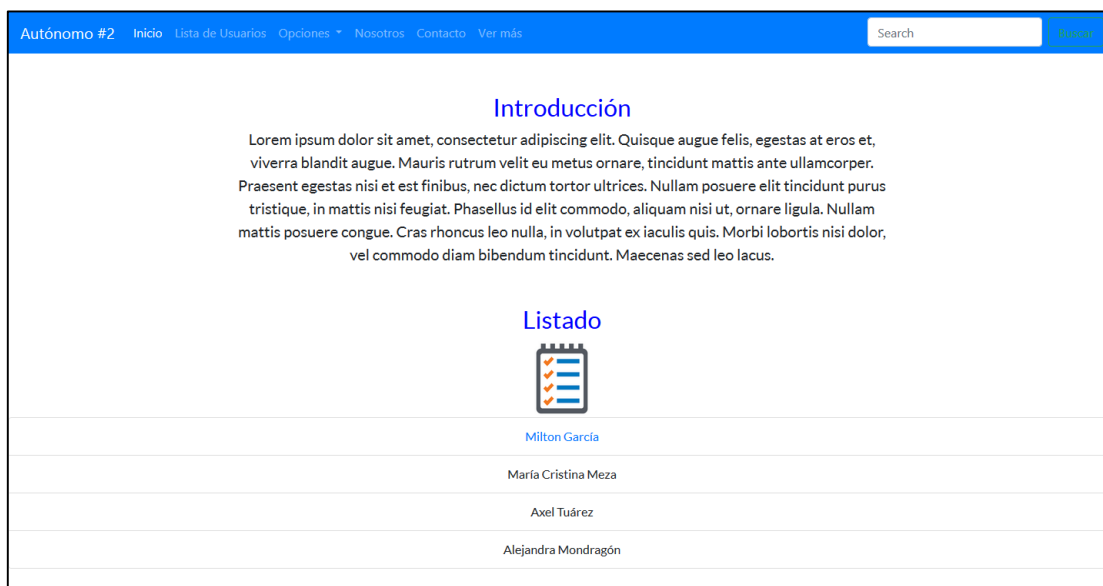 Autónomo #2 Inicio Lista de Usuarios Opciones Nosotros Contacto Ver más Search Buscar
Introducción
Lorem ipsum dolor sit amet, consectetur adipiscing elit. Quisque augue felis, egestas at eros et,
viverra blandit augue. Mauris rutrum velit eu metus ornare, tincidunt mattis ante ullamcorper.
Praesent egestas nisi et est finibus, nec dictum tortor ultrices. Nullam posuere elit tincidunt purus
tristique, in mattis nisi feugiat. Phasellus id elit commodo, aliquam nisi ut, ornare ligula. Nullam
mattis posuere congue. Cras rhoncus leo nulla, in volutpat ex iaculis quis. Morbi lobortis nisi dolor,
vel commodo diam bibendum tincidunt. Maecenas sed leo lacus.
Listado
Milton García
María Cristina Meza
Axel Tuárez
Alejandra Mondragón